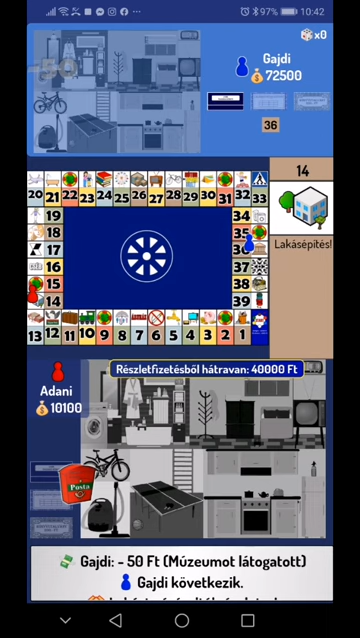 97% 10:42
x0
Gajdi
72500
-50
36
14
Lakásépítés!
20 21 22 23 24 25 26 27 28 29 30 31 32 33
19 34
18 35
17 36
16 37
15 38
14 39
13 12 11 10 9 8 7 6 5 4 3 2 1
Részletfizetésből hátravan: 40000 Ft
Adani
10100
Posta
Gajdi: - 50 Ft (Múzeumot látogatott)
Gajdi következik.